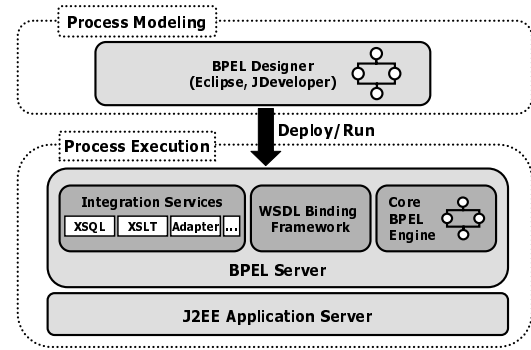 Process Modeling
BPEL Designer
(Eclipse, JDeveloper)
Deploy/Run
Process Execution
Integration Services
XSQL XSLT Adapter ...
WSDL Binding
Framework
Core
BPEL
Engine
BPEL Server
J2EE Application Server